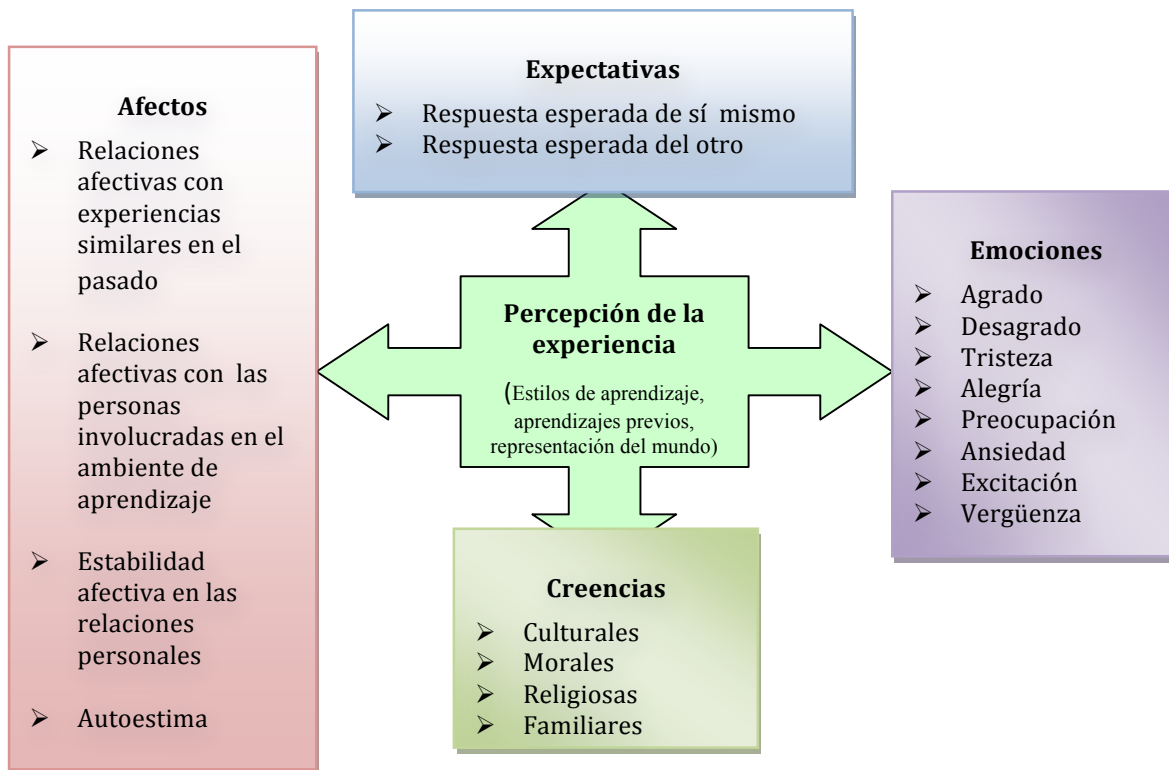 Afectos
➢ Relaciones
afectivas con
experiencias
similares en el
pasado
➢ Relaciones
afectivas con las
personas
involucradas en el
ambiente de
aprendizaje
➢ Estabilidad
afectiva en las
relaciones
personales
➢ Autoestima
Expectativas
➢ Respuesta esperada de sí mismo
➢ Respuesta esperada del otro
Percepción de la
experiencia
(Estilos de aprendizaje,
aprendizajes previos,
representación del mundo)
Emociones
➢ Agrado
➢ Desagrado
➢ Tristeza
➢ Alegría
➢ Preocupación
➢ Ansiedad
➢ Excitación
➢ Vergüenza
Creencias
➢ Culturales
➢ Morales
➢ Religiosas
➢ Familiares